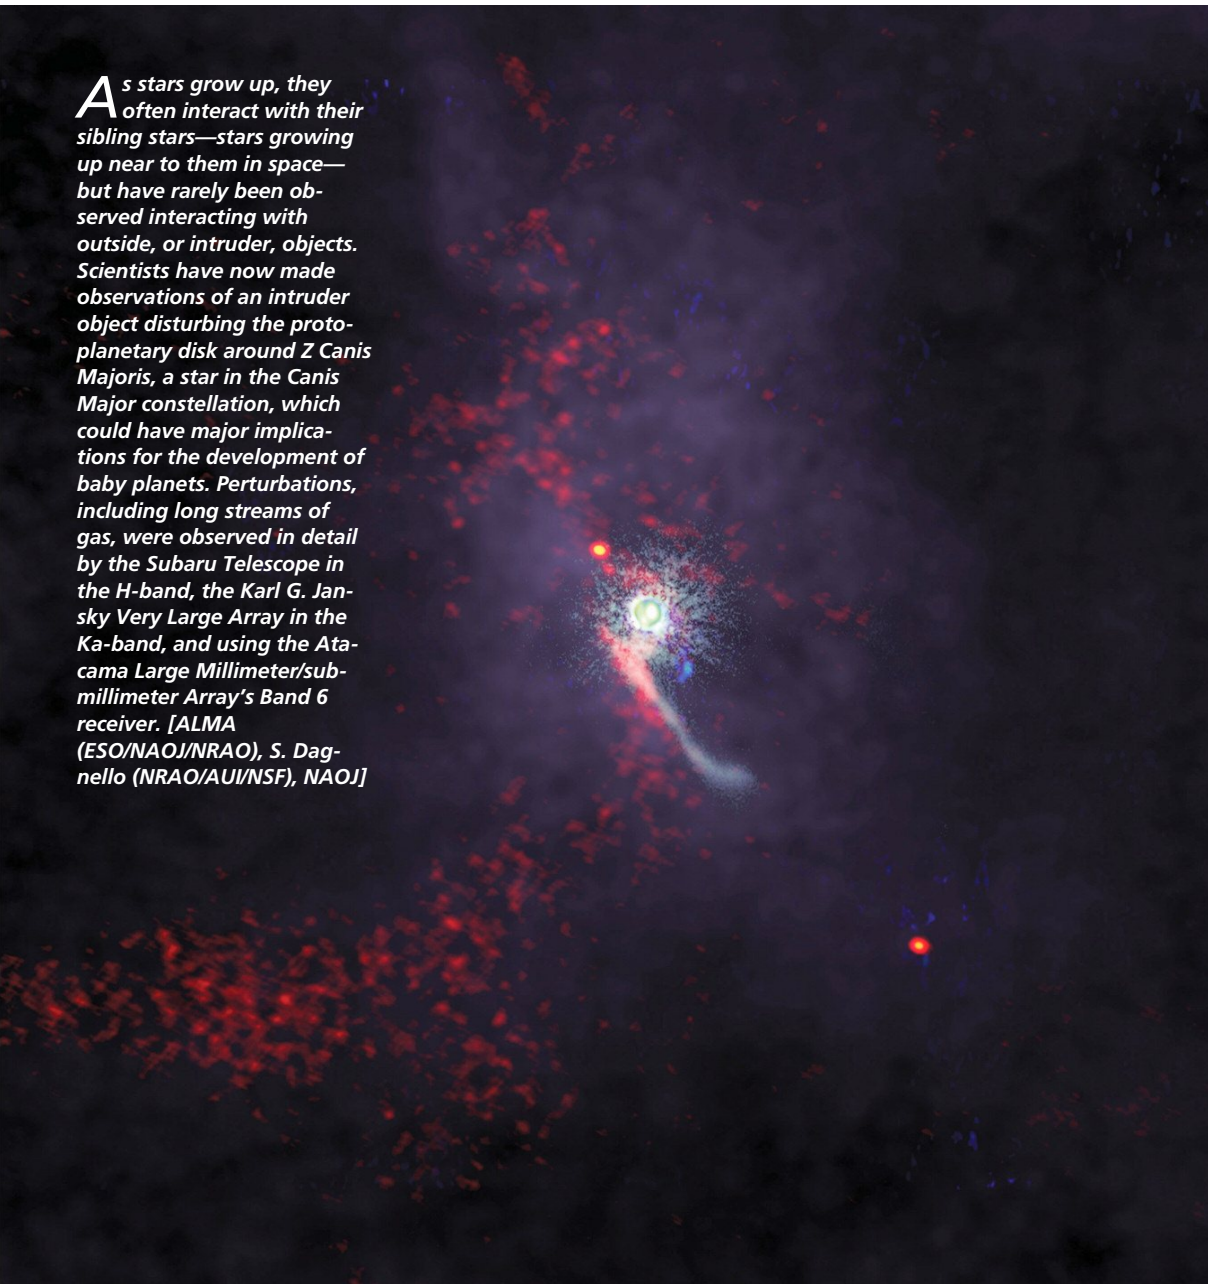 As stars grow up, they
often interact with their
sibling stars—stars growing
up near to them in space—
but have rarely been ob-
served interacting with
outside, or intruder, objects.
Scientists have now made
observations of an intruder
object disturbing the proto-
planetary disk around Z Canis
Majoris, a star in the Canis
Major constellation, which
could have major implica-
tions for the development of
baby planets. Perturbations,
including long streams of
gas, were observed in detail
by the Subaru Telescope in
the H-band, the Karl G. Jan-
sky Very Large Array in the
Ka-band, and using the Ata-
cama Large Millimeter/sub-
millimeter Array’s Band 6
receiver. [ALMA
(ESO/NAOJ/NRAO), S. Dag-
nello (NRAO/AUI/NSF), NAOJ]